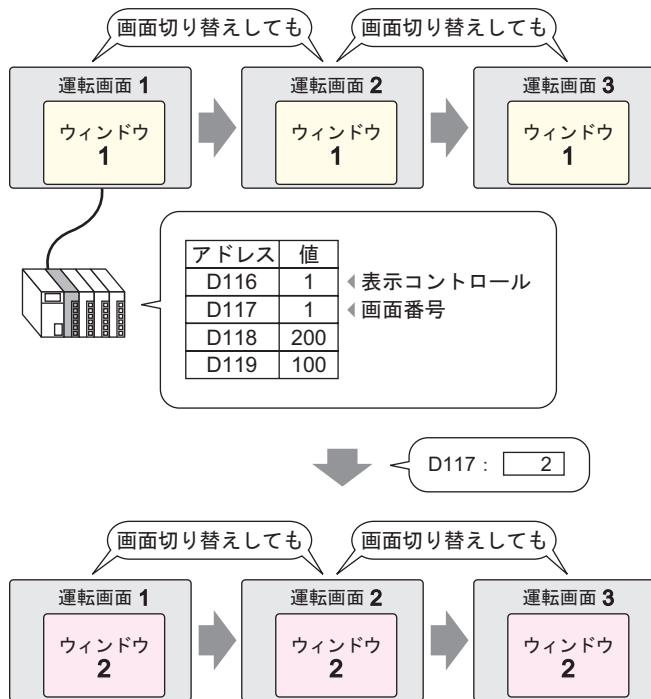 画面切り替えしても
画面切り替えしても
運転画面 1
運転画面 2
運転画面 3
ウィンドウ
1
ウィンドウ
1
ウィンドウ
1
アドレス 値
D116 1 表示コントロール
D117 1 画面番号
D118 200
D119 100
D117 : 2
画面切り替えしても
画面切り替えしても
運転画面 1
運転画面 2
運転画面 3
ウィンドウ
2
ウィンドウ
2
ウィンドウ
2